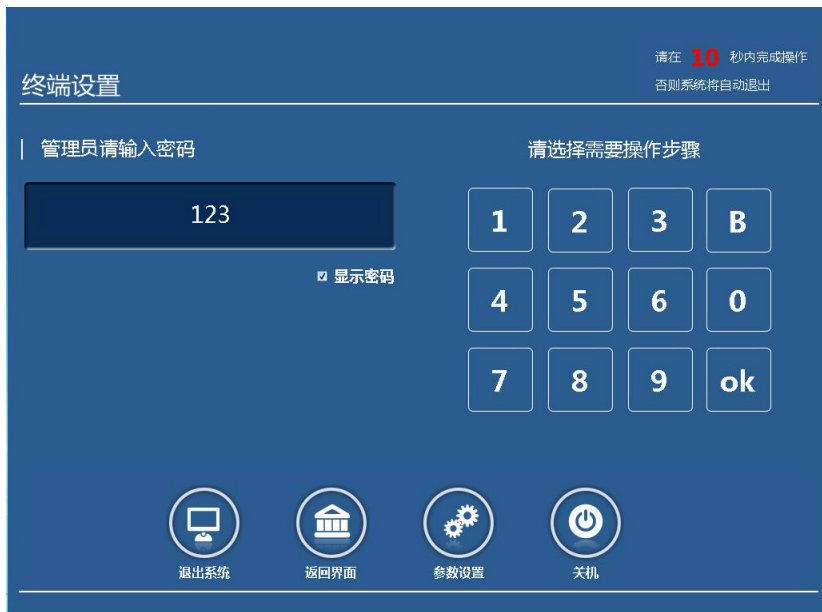 请在 10 秒内完成操作
否则系统将自动退出
终端设置
管理员请输入密码
请选择需要操作步骤
123
显示密码
1 2 3 B
4 5 6 0
7 8 9 ok
退出系统 返回界面 参数设置 关机